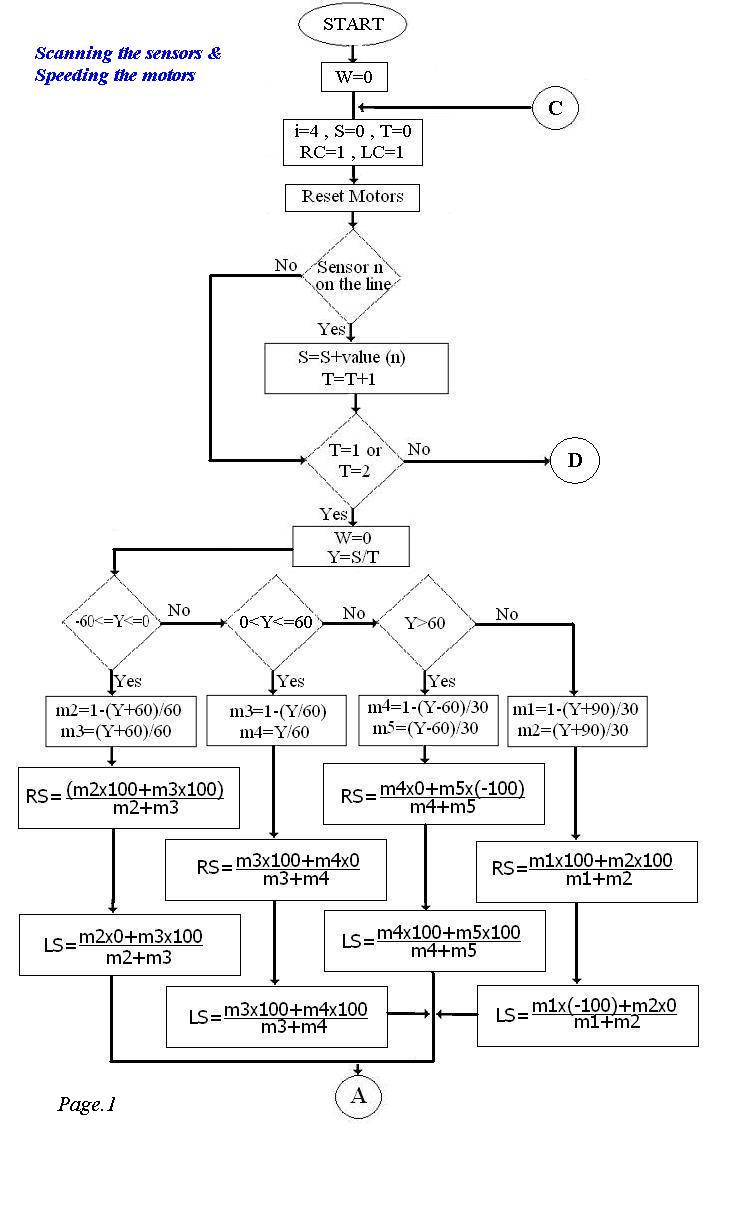 START
Scanning the sensors &
Speeding the motors
W=0
C
i=4 , S=0 , T=0
RC=1 , LC=1
Reset Motors
No
Sensor n
on the line
Yes
S=S+value (n)
T=T+1
T=1 or
T=2
No
D
Yes
W=0
Y=S/T
-60<=Y<=0
No
0<Y<=60
No
Y>60
No
Yes
Yes
Yes
m2=1-(Y+60)/60
m3=(Y+60)/60
m3=1-(Y/60)
m4=Y/60
m4=1-(Y-60)/30
m5=(Y-60)/30
m1=1-(Y+90)/30
m2=(Y+90)/30
RS=(m2x100+m3x100)
m2+m3
RS=m4x0+m5x(-100)
m4+m5
RS=m3x100+m4x0
m3+m4
RS=m1x100+m2x100
m1+m2
LS=m2x0+m3x100
m2+m3
LS=m4x100+m5x100
m4+m5
LS=m3x100+m4x100
m3+m4
LS=m1x(-100)+m2x0
m1+m2
A
Page.1